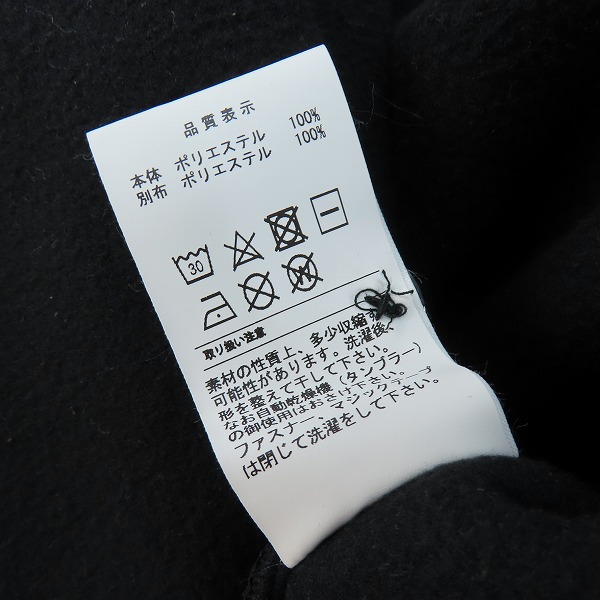 品質表示
本体 ポリエステル 100%
別布 ポリエステル 100%
30
W
取り扱い注意
素材の性質上、多少収縮す
可能性があります。洗濯後、
形を整えて干して下さい。
なお自動乾燥機(タンブラー)
の御使用はおさけ下さい。
ファスナー、マジックテープ
は閉じて洗濯をして下さい。